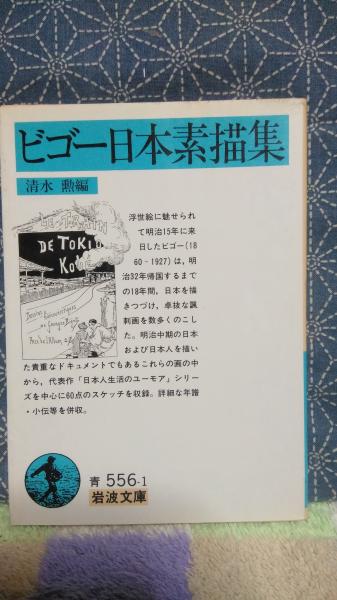 ビゴー日本素描集
清水 勲編
DE TOKIO
KOBÉ
浮世絵に魅せられ
て明治15年に来
日したビゴー(18
60-1927)は，明
治32年帰国するまで
の18年間，日本を描
きつづけ，卓抜な諷
刺画を数多くのこし
た。明治中期の日本
および日本人を描い
た貴重なドキュメントでもあるこれらの画の中
から，代表作「日本人生活のユーモア」シリー
ズを中心に60点のスケッチを収録。詳細な年譜
・小伝等を併収。
青 556-1
岩波文庫